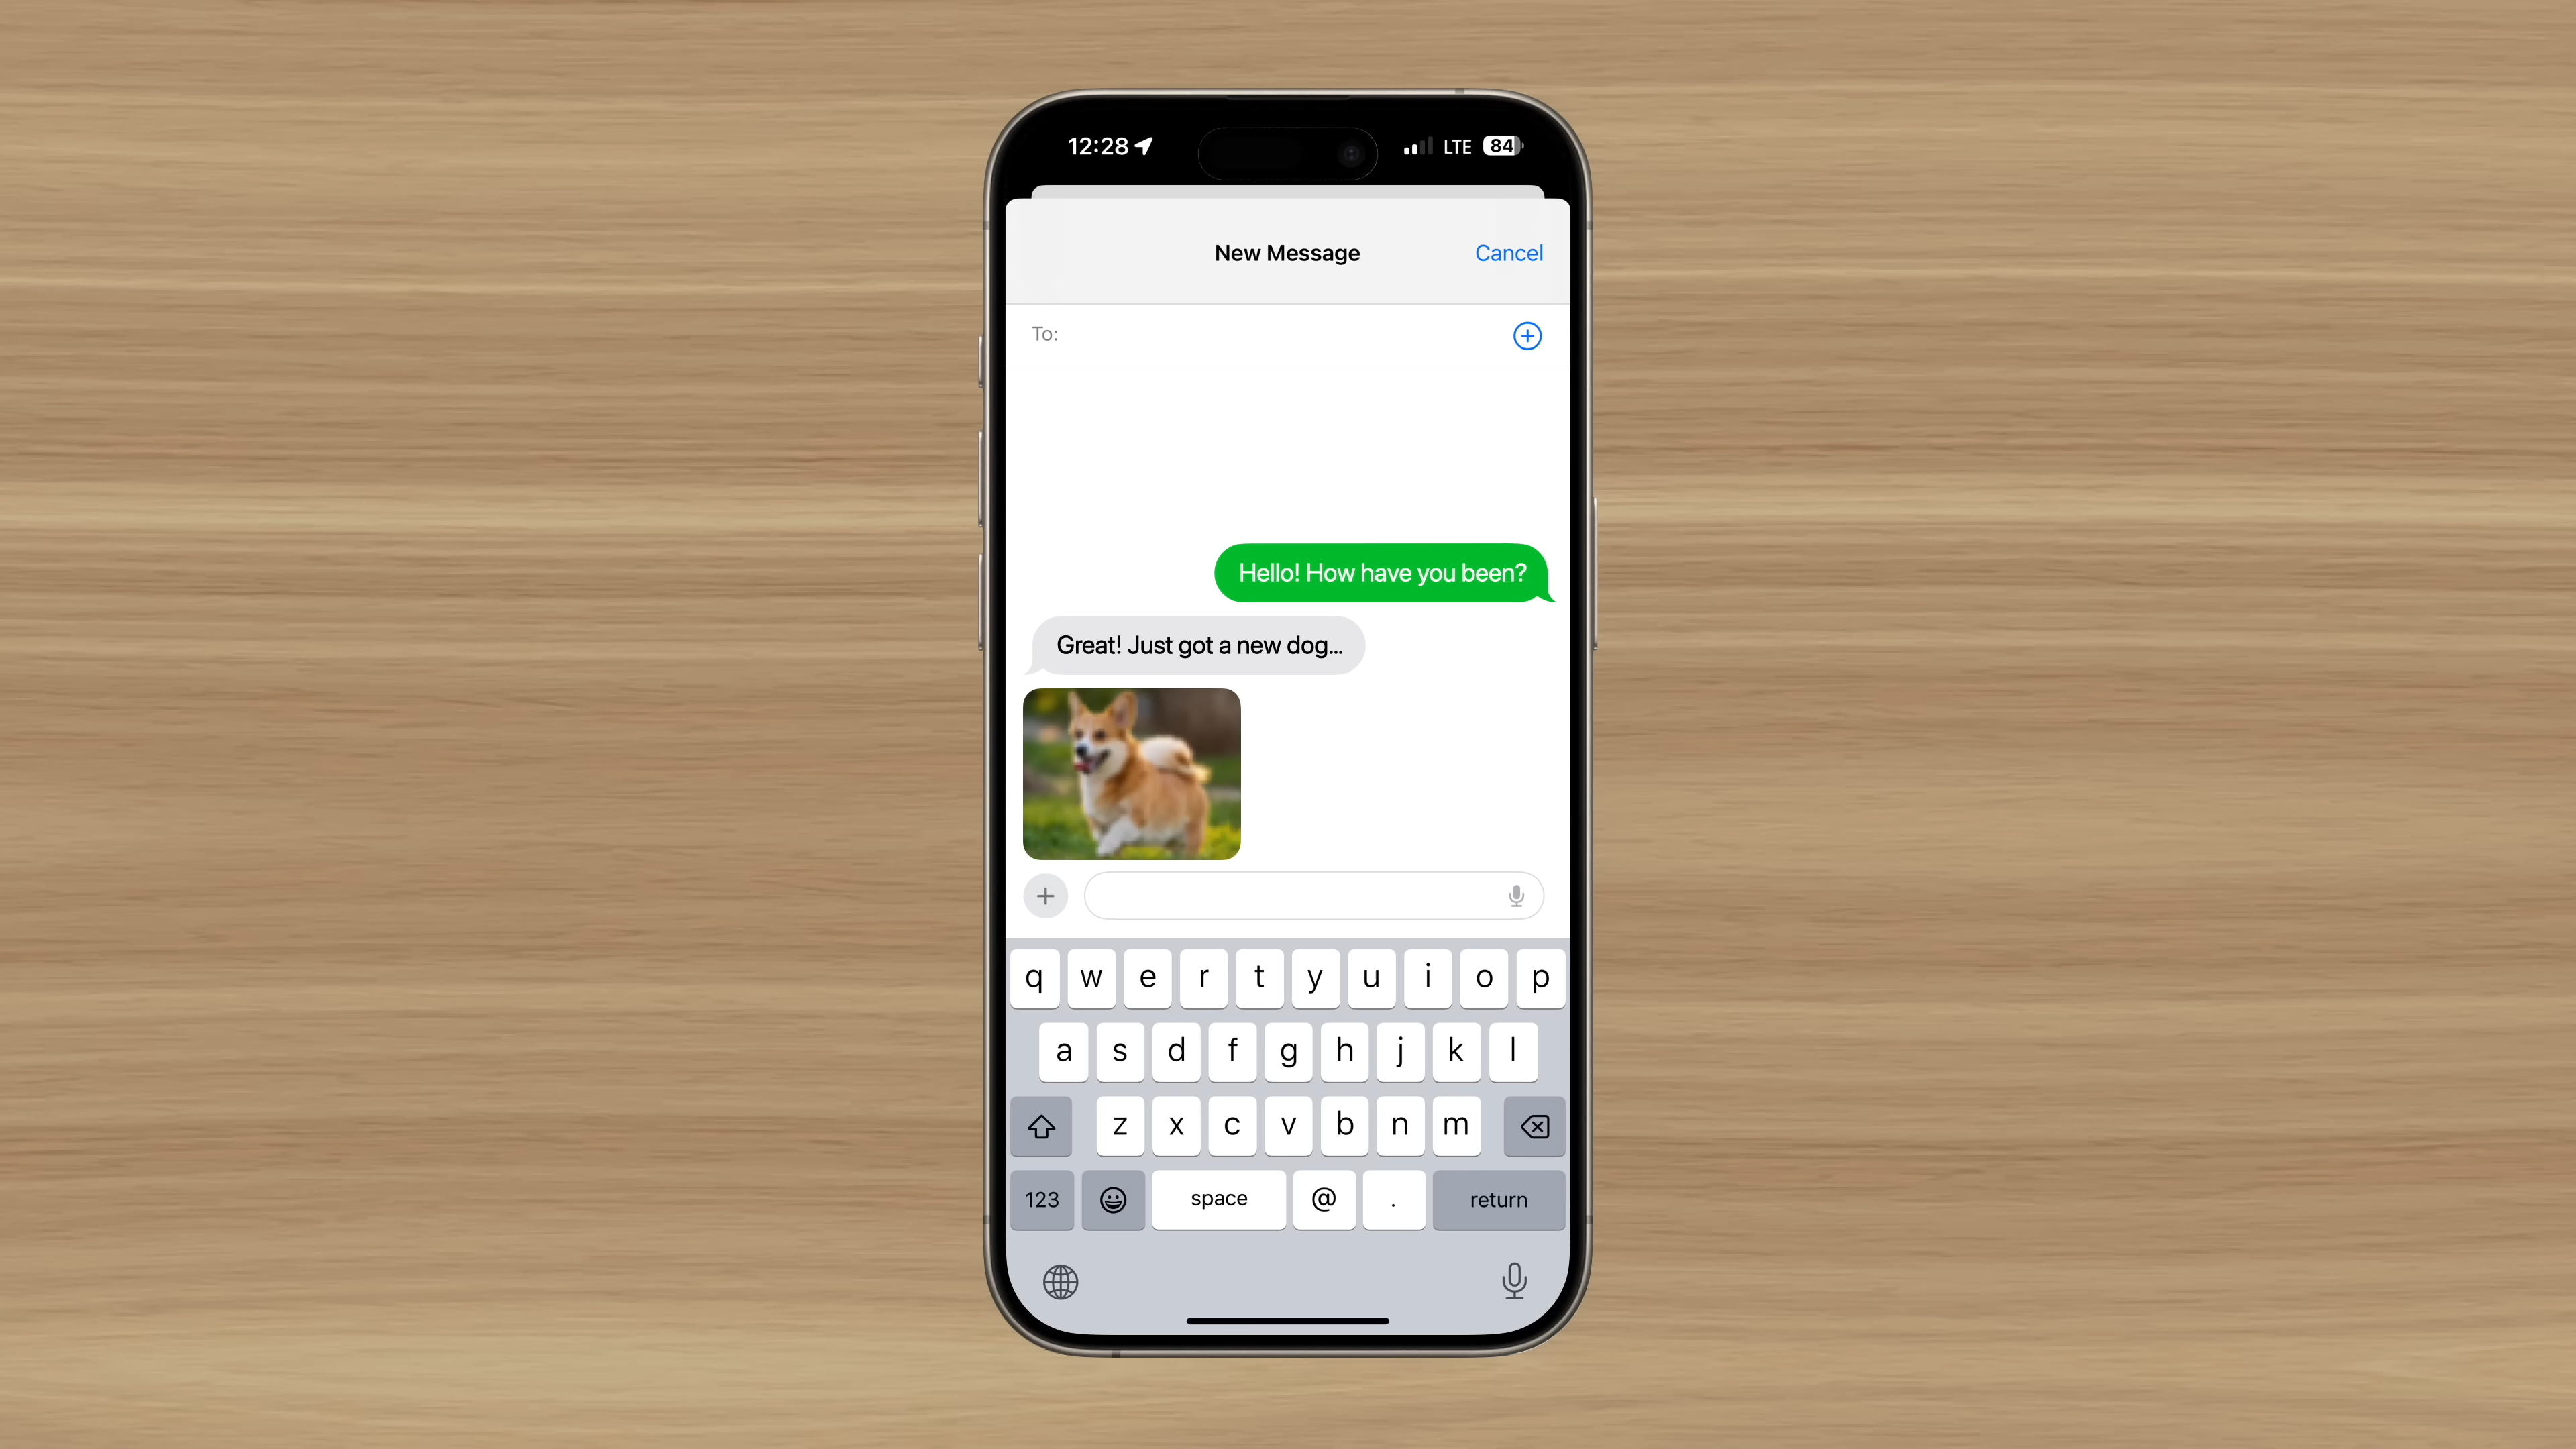 12:28
LTE 84
New Message
Cancel
To:
Hello! How have you been?
Great! Just got a new dog...
q w e r t y u i o p
a s d f g h j k l
z x c v b n m
123 space @ . return